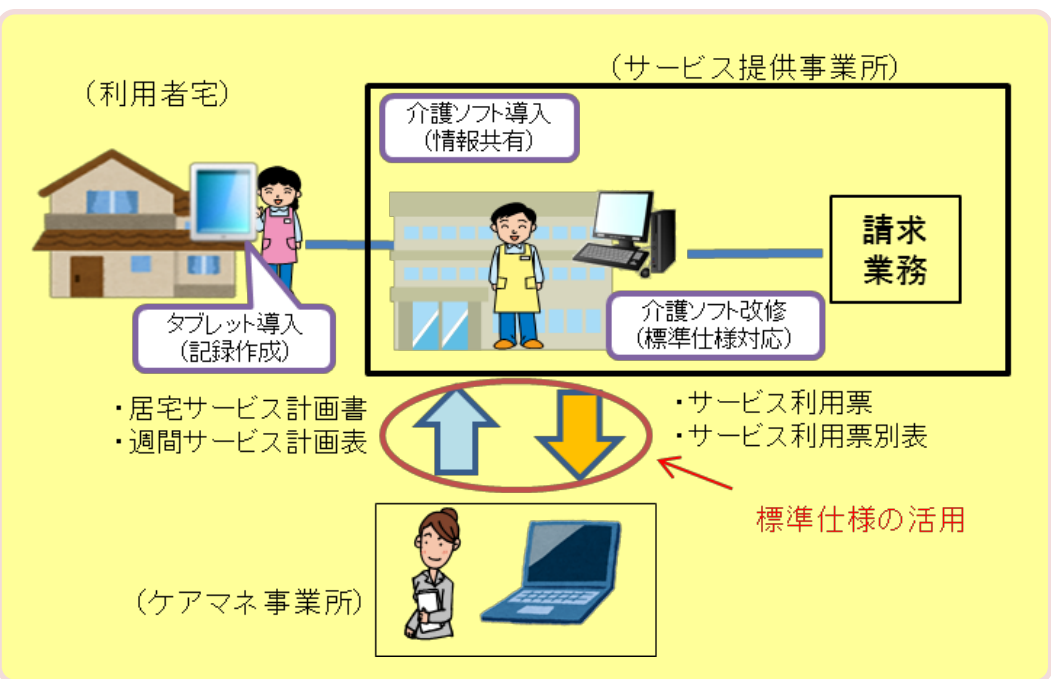 (サービス提供事業所)
(利用者宅)
介護ソフト導入
(情報共有)
請求
業務
タブレット導入
(記録作成)
介護ソフト改修
(標準仕様対応)
・居宅サービス計画書
・週間サービス計画表
・サービス利用票
・サービス利用票別表
標準仕様の活用
(ケアマネ事業所)